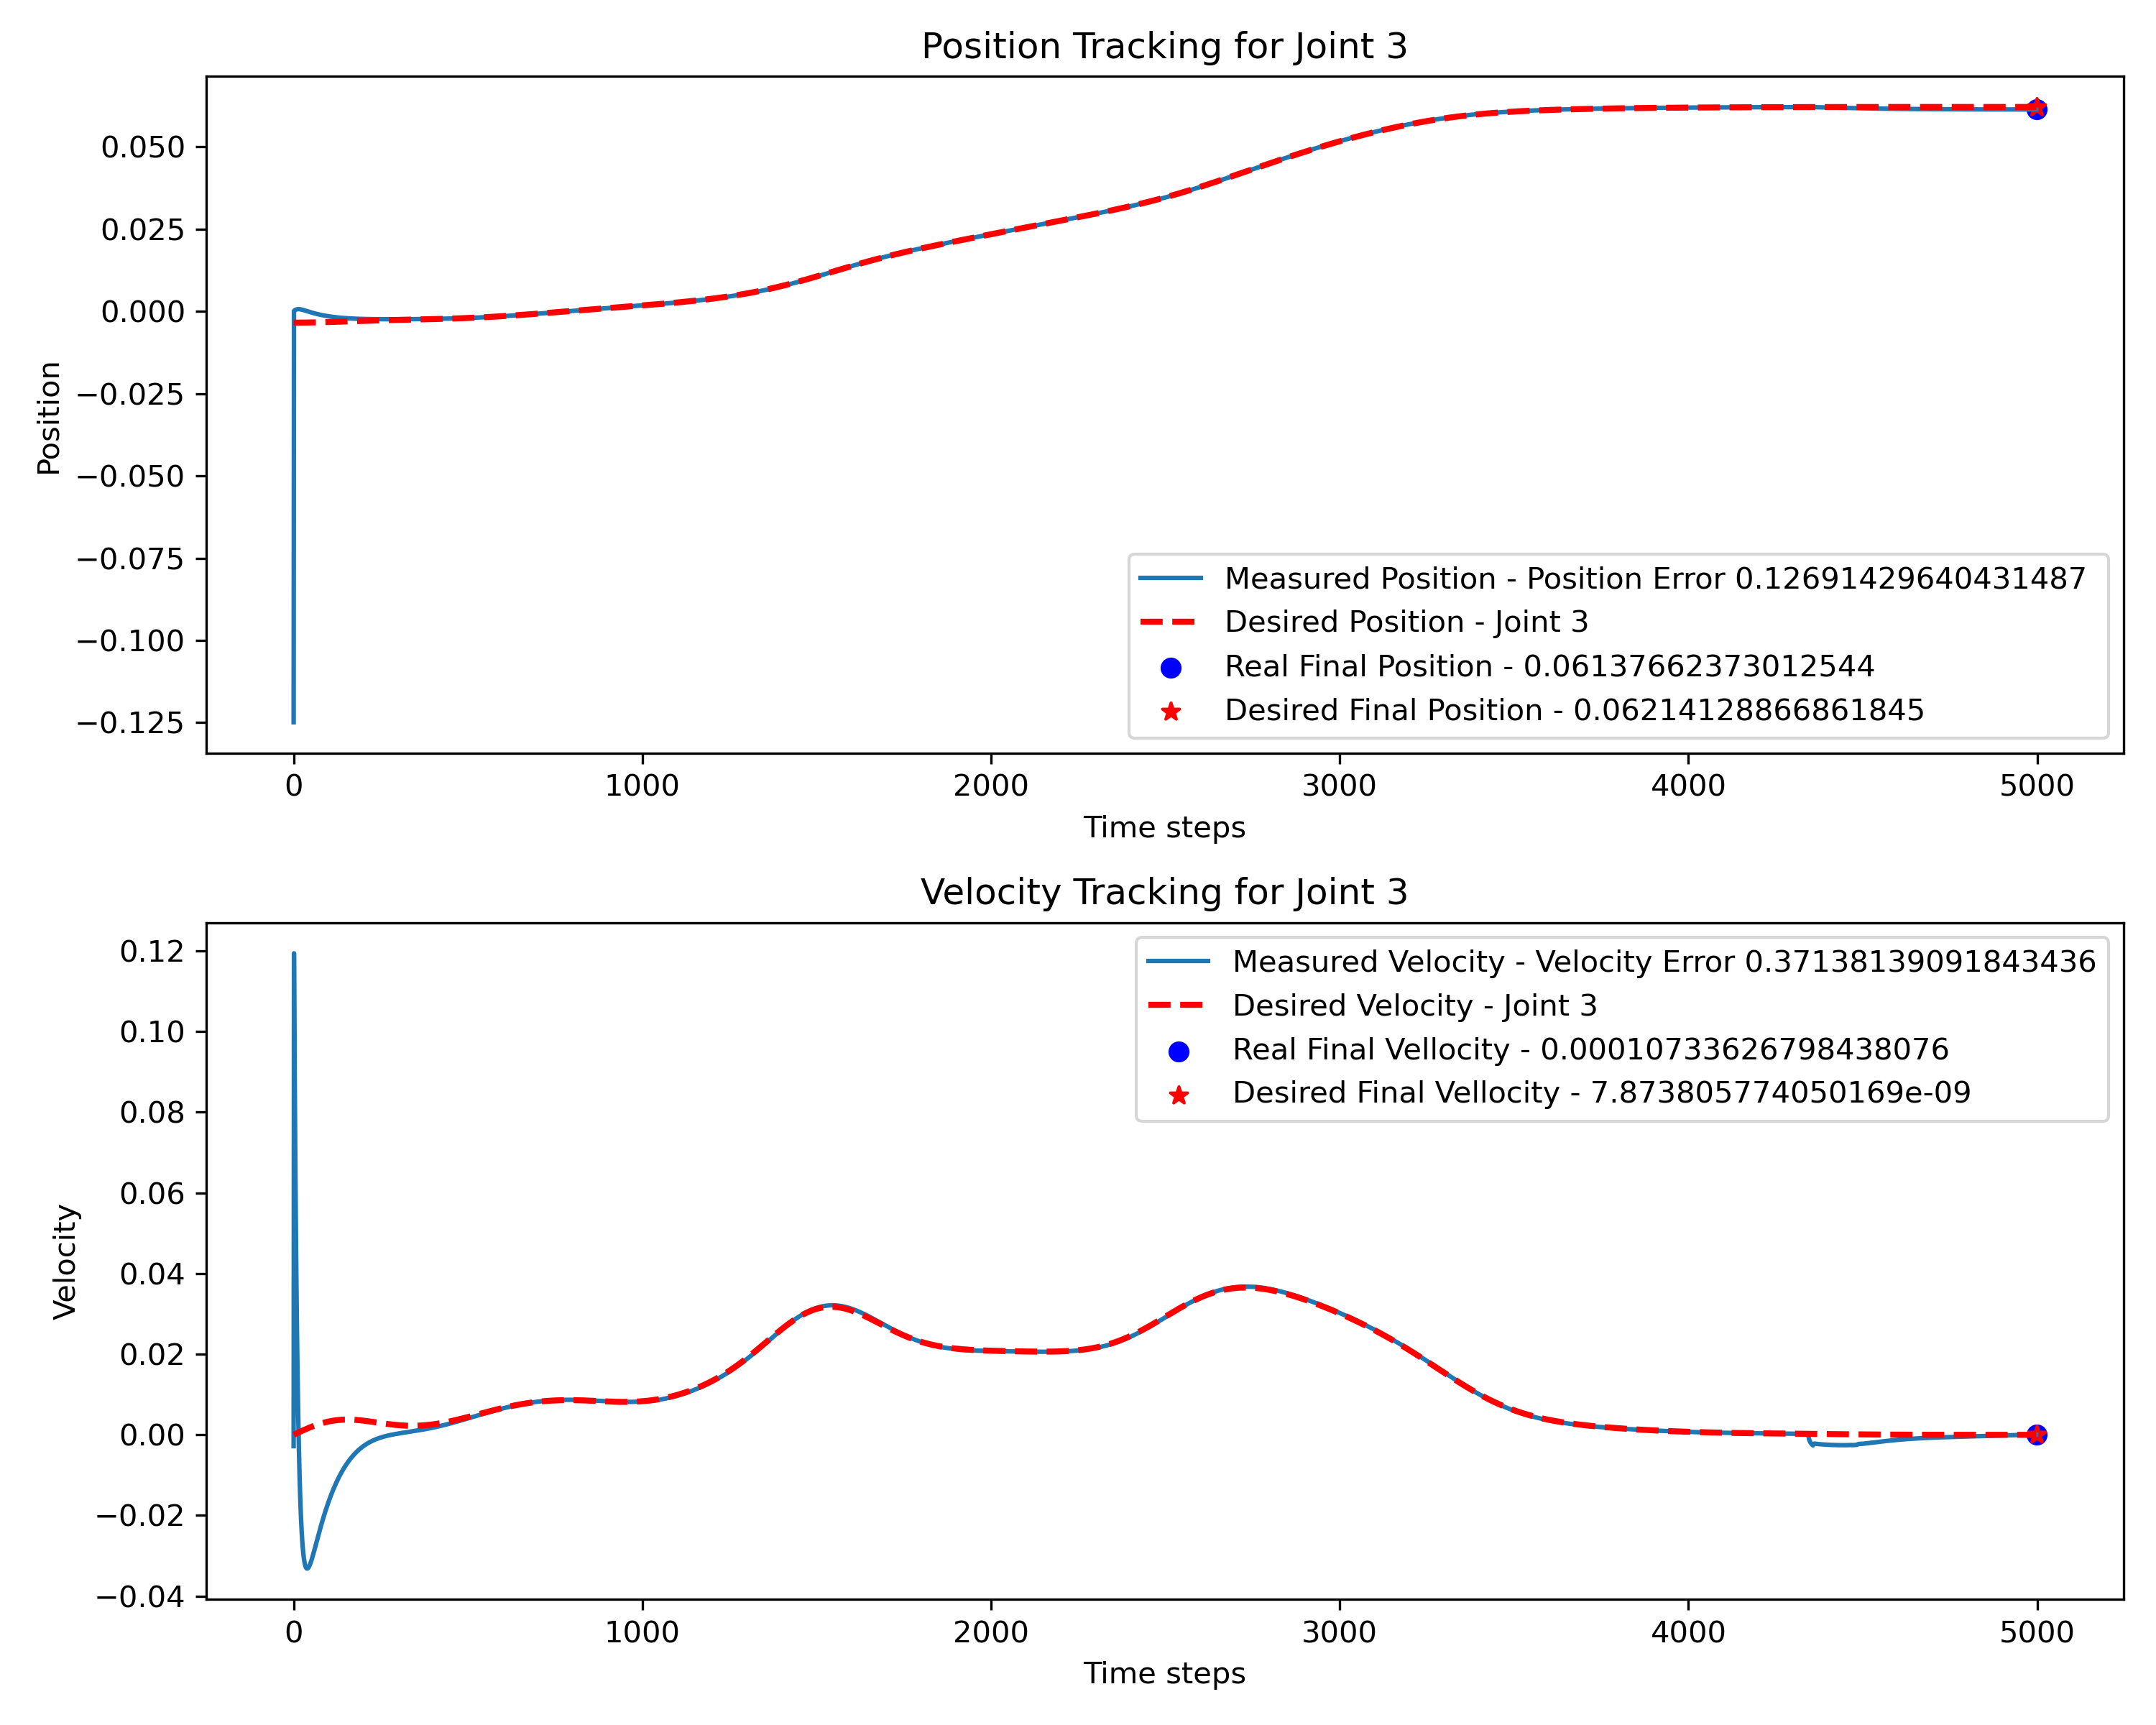 Position Tracking for Joint 3
0.050
0.025
0.000
−0.025
−0.050
−0.075
−0.100
−0.125
Position
Measured Position - Position Error 0.12691429640431487
Desired Position - Joint 3
Real Final Position - 0.06137662373012544
Desired Final Position - 0.06214128866861845
0 1000 2000 3000 4000 5000
Time steps
Velocity Tracking for Joint 3
0.12
0.10
0.08
0.06
0.04
0.02
0.00
−0.02
−0.04
Velocity
Measured Velocity - Velocity Error 0.37138139091843436
Desired Velocity - Joint 3
Real Final Vellocity - 0.00010733626798438076
Desired Final Vellocity - 7.873805774050169e-09
0 1000 2000 3000 4000 5000
Time steps